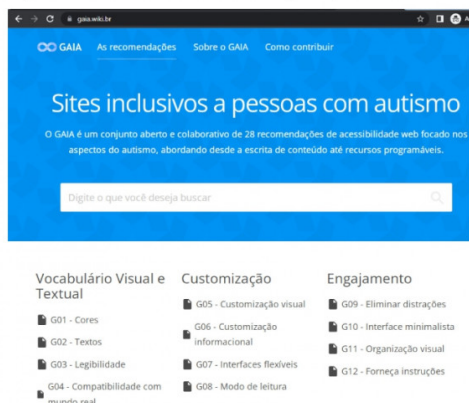 gaia.wiki.br
GAIA As recomendações Sobre o GAIA Como contribuir
Sites inclusivos a pessoas com autismo
O GAIA é um conjunto aberto e colaborativo de 28 recomendações de acessibilidade web focado nos
aspectos do autismo, abordando desde a escrita de conteúdo até recursos programáveis.
Digite o que você deseja buscar
Vocabulário Visual e
Textual
G01 - Cores
G02 - Textos
G03 - Legibilidade
G04 - Compatibilidade com
mundo real
Customização
G05 - Customização visual
G06 - Customização
informacional
G07 - Interfaces flexíveis
G08 - Modo de leitura
Engajamento
G09 - Eliminar distrações
G10 - Interface minimalista
G11 - Organização visual
G12 - Forneça instruções